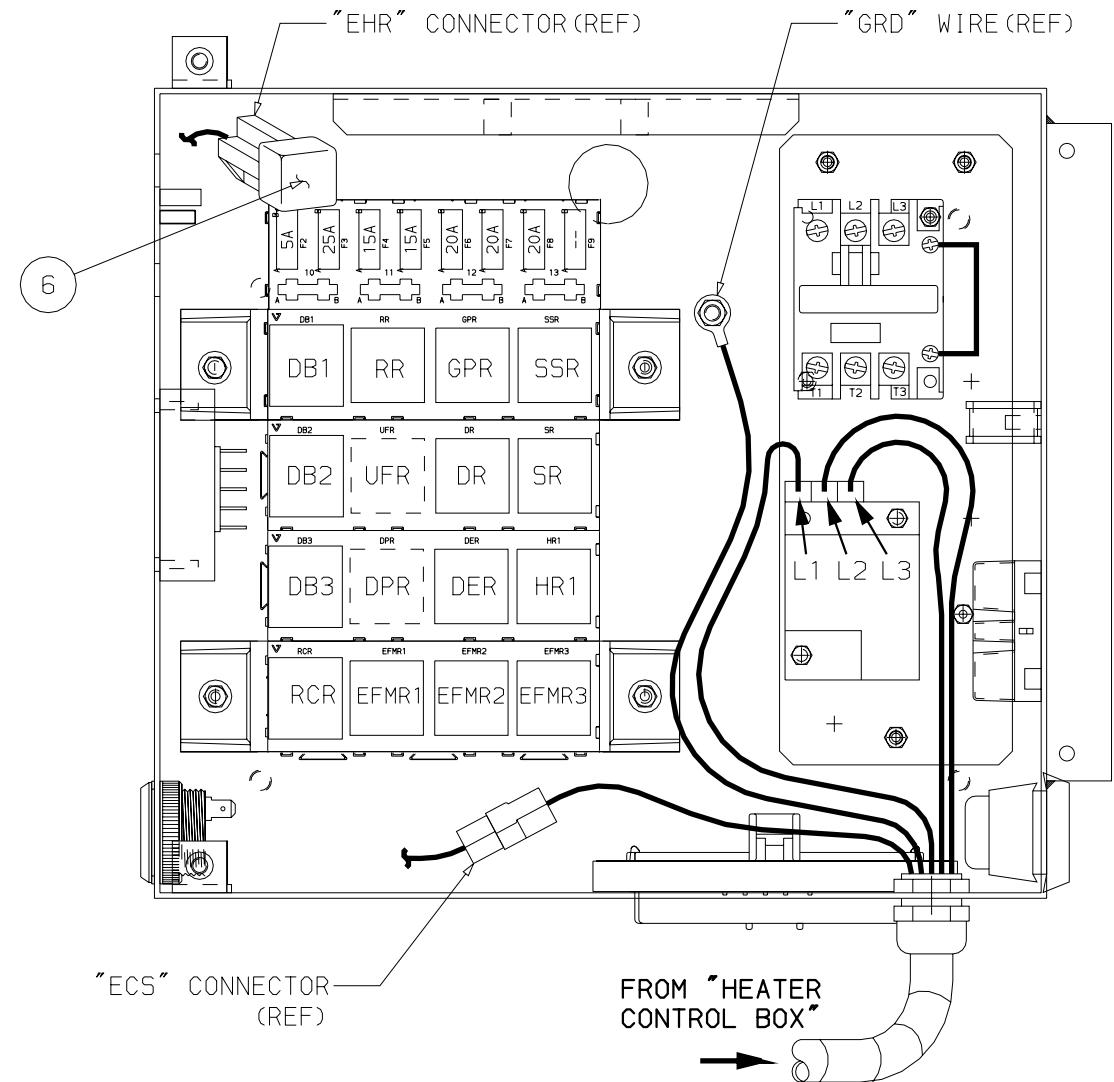 "EHR" CONNECTOR(REF)
"GRD" WIRE(REF)
6
5A F2 25A F3 15A F4 15A F5 20A F6 20A F7 20A F8 -- F9
A A A A A A A A
10 11 12 13
A B A B A B A B
DB1 RR GPR SSR
DB1 RR GPR SSR
DB2 UFR DR SR
DB2 UFR DR SR
DB3 DPR DER HR1
DB3 DPR DER HR1
RCR EFMR1 EFMR2 EFMR3
RCR EFMR1 EFMR2 EFMR3
L1 L2 L3
T1 T2 T3
L1 L2 L3
"ECS" CONNECTOR
(REF)
FROM "HEATER
CONTROL BOX"